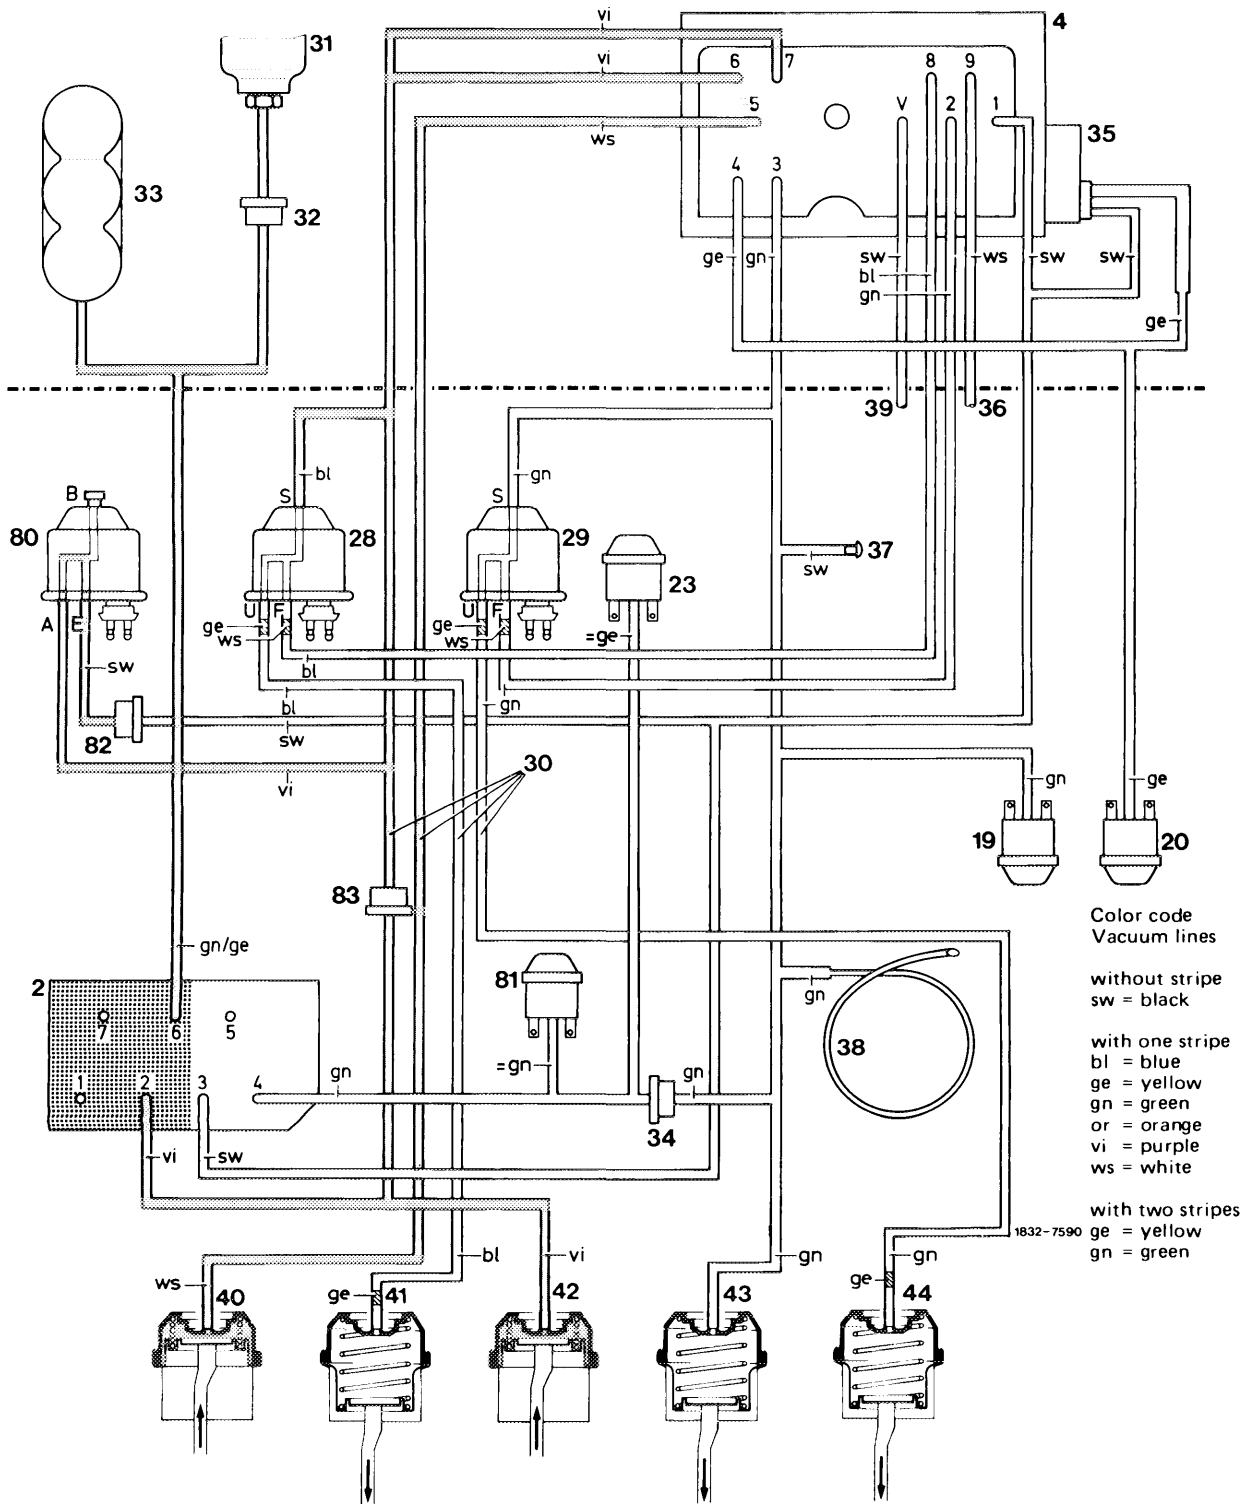 vi
4
31
vi
6
7
8
9
5
V
2
1
ws
35
33
4
3
32
ge
gn
sw
ws
sw
sw
bl
gn
ge
39
36
bl
gn
B
S
S
80
28
29
37
23
sw
A
E
U
F
U
F
ge
ws
ge
ws
=ge
sw
bl
gn
bl
82
sw
30
vi
gn
ge
19
20
83
Color code
Vacuum lines
gn/ge
2
81
without stripe
sw = black
gn
7
6
5
38
with one stripe
bl = blue
=gn
1
2
3
4
gn
gn
ge = yellow
gn = green
34
or = orange
vi = purple
vi
sw
ws = white
with two stripes
1832-7590
ge = yellow
gn = green
bl
vi
gn
gn
ws
ge
ge
40
41
42
43
44